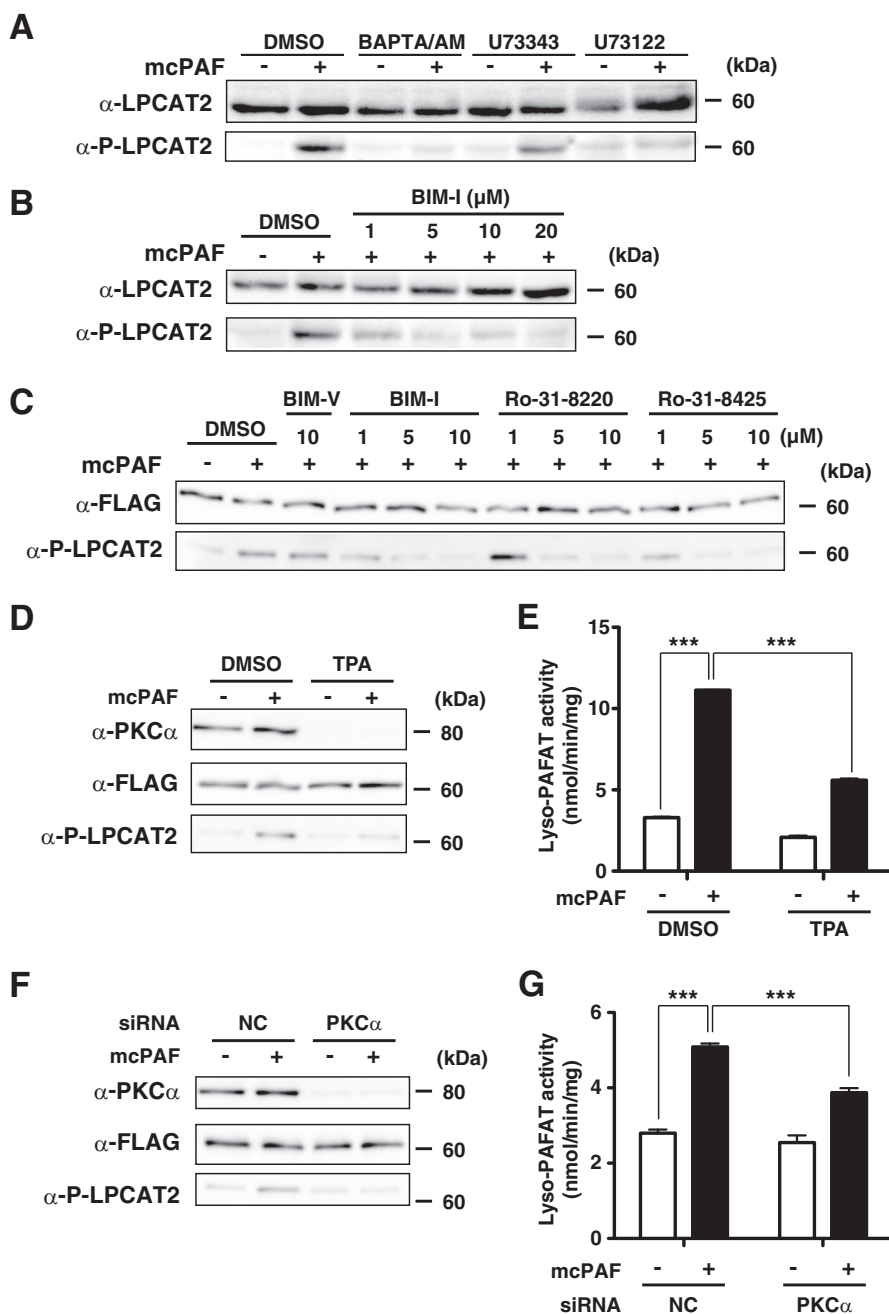 A
DMSO BAPTA/AM U73343 U73122
mcPAF - + - + - + - + (kDa)
α-LPCAT2 60
α-P-LPCAT2 60
B
BIM-I (μM)
DMSO 1 5 10 20
mcPAF - + + + + + (kDa)
α-LPCAT2 60
α-P-LPCAT2 60
C
BIM-V BIM-I Ro-31-8220 Ro-31-8425
DMSO 10 1 5 10 1 5 10 1 5 10 (μM)
mcPAF - + + + + + + + + + + + (kDa)
α-FLAG 60
α-P-LPCAT2 60
D
DMSO TPA
mcPAF - + - + (kDa)
α-PKCα 80
α-FLAG 60
α-P-LPCAT2 60
E
Lyso-PAFAT activity
(nmol/min/mg)
15
10
5
0
*** ***
mcPAF - + - +
DMSO TPA
F
siRNA NC PKCα
mcPAF - + - + (kDa)
α-PKCα 80
α-FLAG 60
α-P-LPCAT2 60
G
Lyso-PAFAT activity
(nmol/min/mg)
6
4
2
0
*** ***
mcPAF - + - +
siRNA NC PKCα